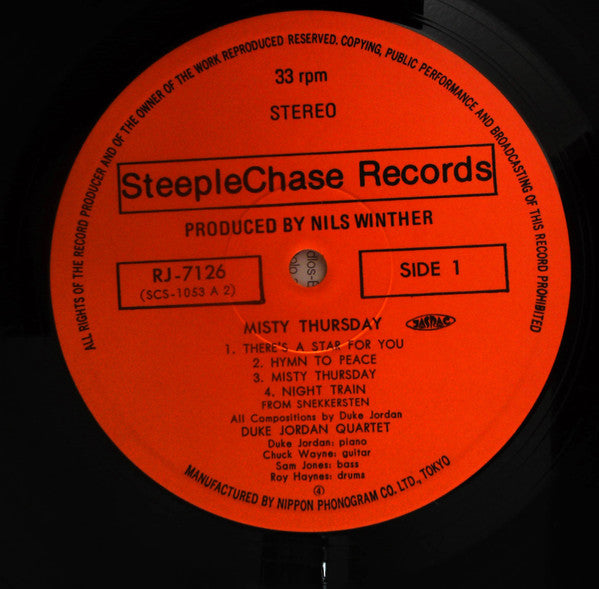 ALL RIGHTS OF THE RECORD PRODUCER AND OF THE OWNER OF THE WORK REPRODUCED RESERVED. COPYING, PUBLIC PERFORMANCE AND BROADCASTING OF THIS RECORD PROHIBITED
33 rpm
STEREO
SteepleChase Records
PRODUCED BY NILS WINTHER
RJ-7126
(SCS-1053 A 2)
SIDE 1
MISTY THURSDAY JASRAC
1. THERE'S A STAR FOR YOU
2. HYMN TO PEACE
3. MISTY THURSDAY
4. NIGHT TRAIN
FROM SNEKKERSTEN
All Compositions by Duke Jordan
DUKE JORDAN QUARTET
Duke Jordan: piano
Chuck Wayne: guitar
Sam Jones: bass
Roy Haynes: drums
④
MANUFACTURED BY NIPPON PHONOGRAM CO. LTD., TOKYO